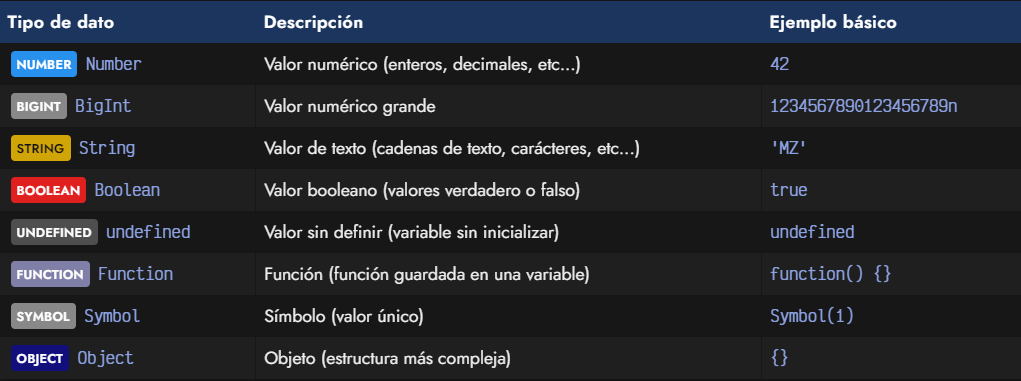 Tipo de dato Descripción Ejemplo básico
NUMBER Number Valor numérico (enteros, decimales, etc...) 42
BIGINT BigInt Valor numérico grande 1234567890123456789n
STRING String Valor de texto (cadenas de texto, carácteres, etc...) 'MZ'
BOOLEAN Boolean Valor booleano (valores verdadero o falso) true
UNDEFINED undefined Valor sin definir (variable sin inicializar) undefined
FUNCTION Function Función (función guardada en una variable) function() {}
SYMBOL Symbol Símbolo (valor único) Symbol(1)
OBJECT Object Objeto (estructura más compleja) {}